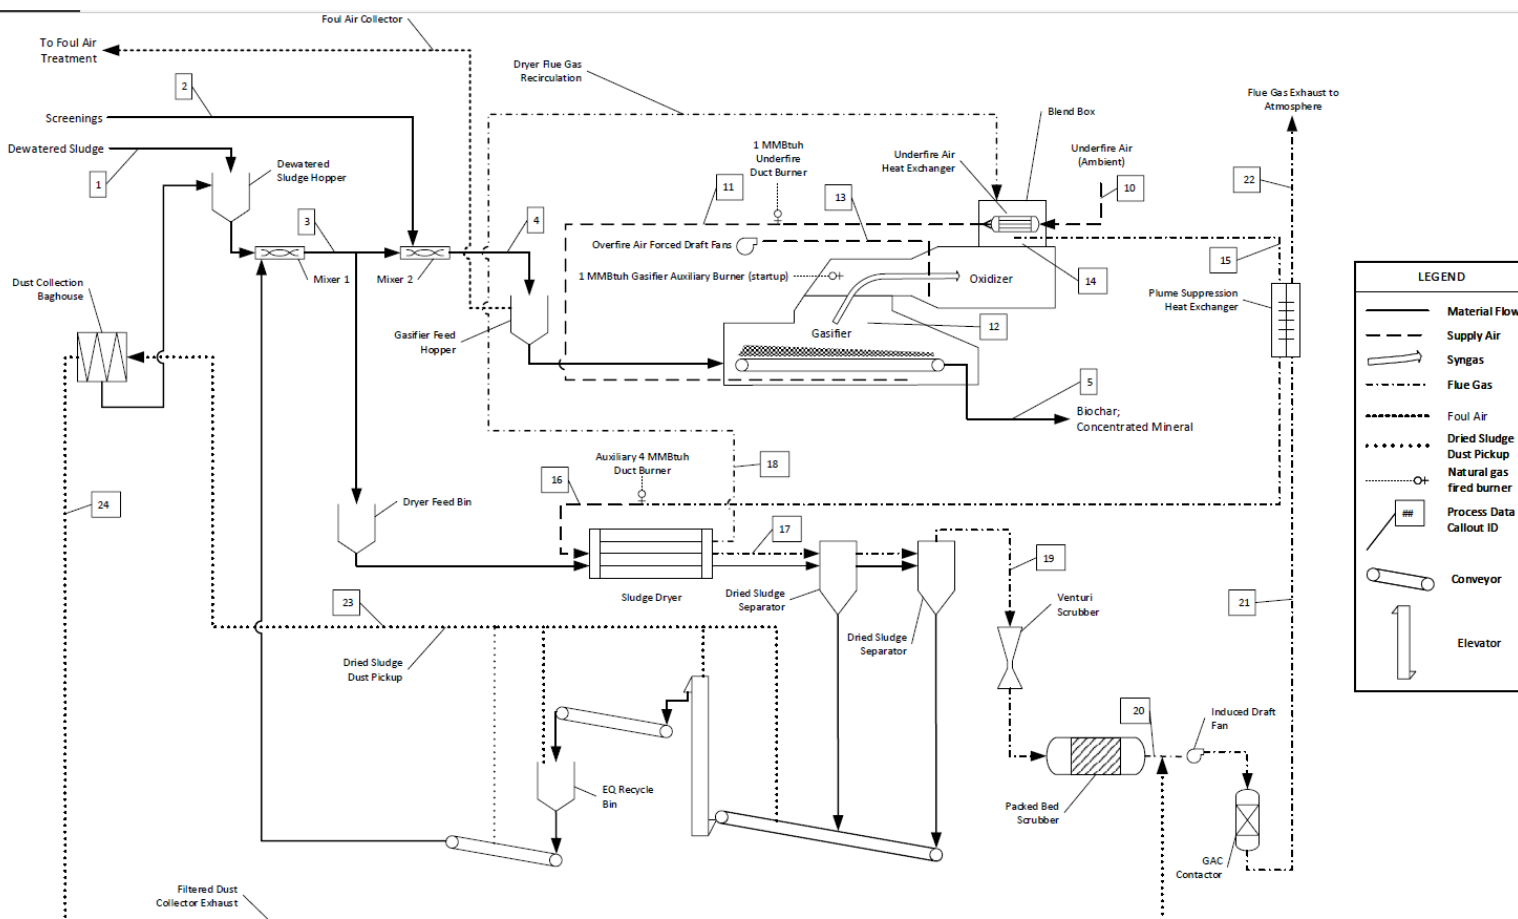 Foul Air Collector
To Foul Air
Treatment
2
Dryer Flue Gas
Recirculation
Flue Gas Exhaust to
Atmosphere
Screenings
Blend Box
Dewatered Sludge
1
Dewatered
Sludge Hopper
1 MMBtuh
Underfire
Duct Burner
Underfire Air
Heat Exchanger
Underfire Air
(Ambient)
10
22
11
13
3
4
Overfire Air Forced Draft Fans
15
Mixer 1
Mixer 2
1 MMBtuh Gasifier Auxiliary Burner (startup)
Oxidizer
14
Dust Collection
Baghouse
Plume Suppression
Heat Exchanger
Gasifier Feed
Hopper
Gasifier
12
5
Biochar;
Concentrated Mineral
Auxiliary 4 MMBtuh
Duct Burner
18
16
24
Dryer Feed Bin
17
19
Sludge Dryer
Dried Sludge
Separator
Venturi
Scrubber
21
23
Dried Sludge
Separator
Dried Sludge
Dust Pickup
20
Induced Draft
Fan
EQ Recycle
Bin
Packed Bed
Scrubber
GAC
Contactor
Filtered Dust
Collector Exhaust
LEGEND
Material Flow
Supply Air
Syngas
Flue Gas
Foul Air
Dried Sludge
Dust Pickup
Natural gas
fired burner
##
Process Data
Callout ID
Conveyor
Elevator